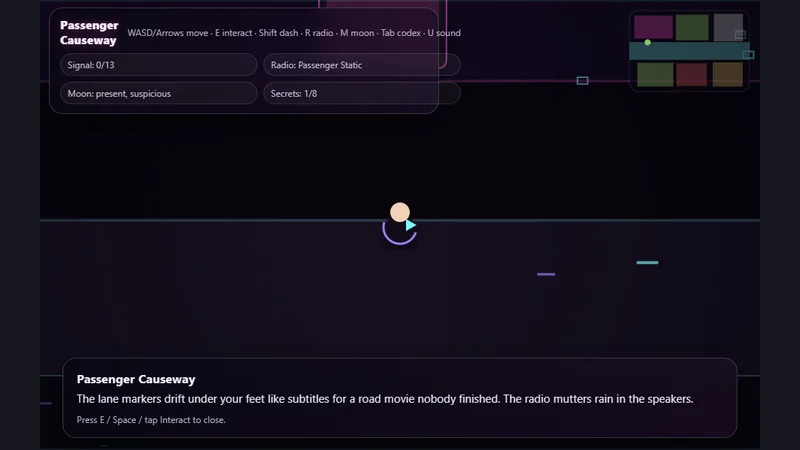 Passenger
Causeway
WASD/Arrows move · E interact · Shift dash · R radio · M moon · Tab codex · U sound
Signal: 0/13
Radio: Passenger Static
Moon: present, suspicious
Secrets: 1/8
Passenger Causeway
The lane markers drift under your feet like subtitles for a road movie nobody finished. The radio mutters rain in the speakers.
Press E / Space / tap Interact to close.